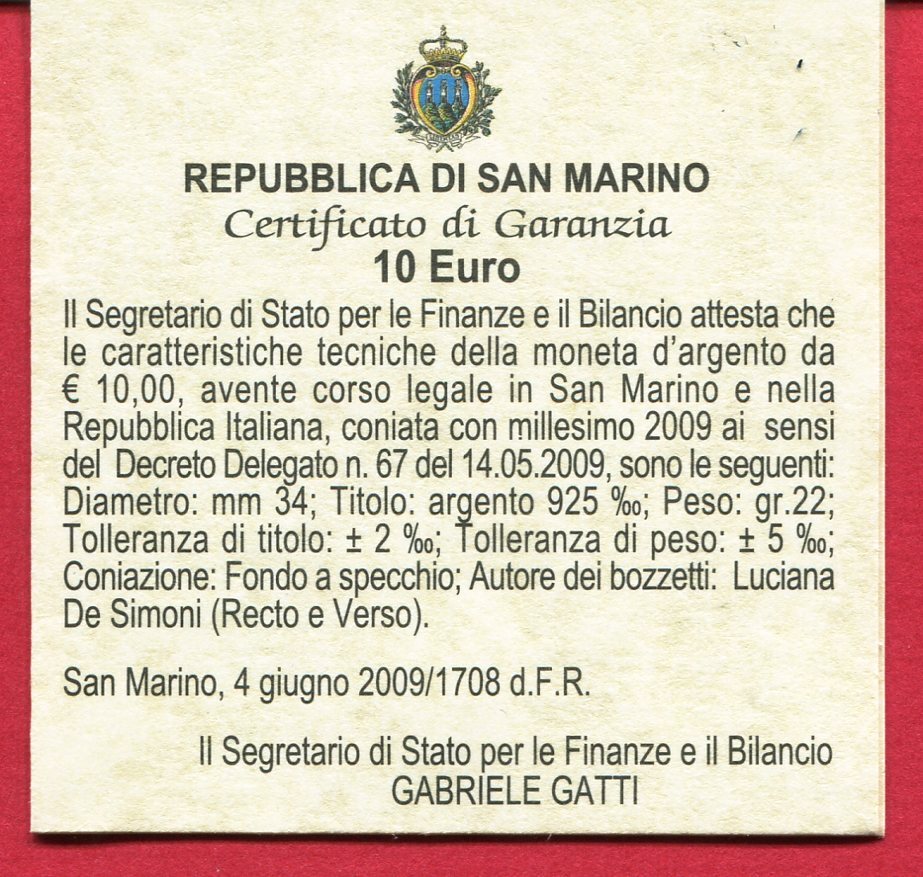 REPUBBLICA DI SAN MARINO
Certificato di Garanzia
10 Euro
Il Segretario di Stato per le Finanze e il Bilancio attesta che
le caratteristiche tecniche della moneta d'argento da
€ 10,00, avente corso legale in San Marino e nella
Repubblica Italiana, coniata con millesimo 2009 ai sensi
del Decreto Delegato n. 67 del 14.05.2009, sono le seguenti:
Diametro: mm 34; Titolo: argento 925 ‰; Peso: gr.22;
Tolleranza di titolo: ± 2 ‰; Tolleranza di peso: ± 5 ‰;
Coniazione: Fondo a specchio; Autore dei bozzetti: Luciana
De Simoni (Recto e Verso).
San Marino, 4 giugno 2009/1708 d.F.R.
Il Segretario di Stato per le Finanze e il Bilancio
GABRIELE GATTI